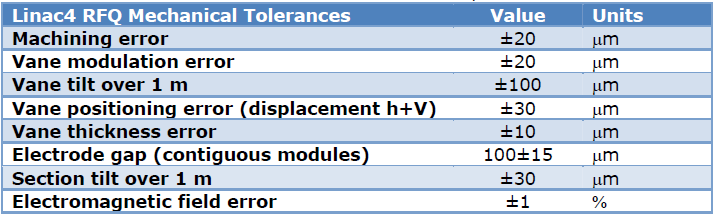 Linac4 RFQ Mechanical Tolerances Value Units
Machining error ±20 μm
Vane modulation error ±20 μm
Vane tilt over 1 m ±100 μm
Vane positioning error (displacement h+V) ±30 μm
Vane thickness error ±10 μm
Electrode gap (contiguous modules) 100±15 μm
Section tilt over 1 m ±30 μm
Electromagnetic field error ±1 %